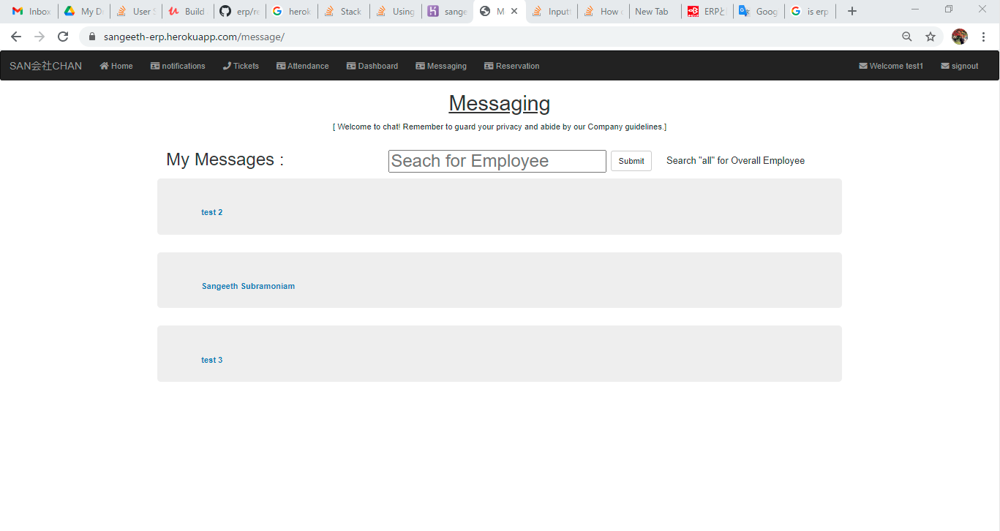 Inbox My Dr User S Build erp/re herok Stack Using sange M Input How New Tab ERPと Goog is erp
sangeeth-erp.herokuapp.com/message/
SAN会社CHAN Home notifications Tickets Attendance Dashboard Messaging Reservation Welcome test1 signout
Messaging
[ Welcome to chat! Remember to guard your privacy and abide by our Company guidelines.]
My Messages : Seach for Employee Submit Search "all" for Overall Employee
test 2
Sangeeth Subramoniam
test 3